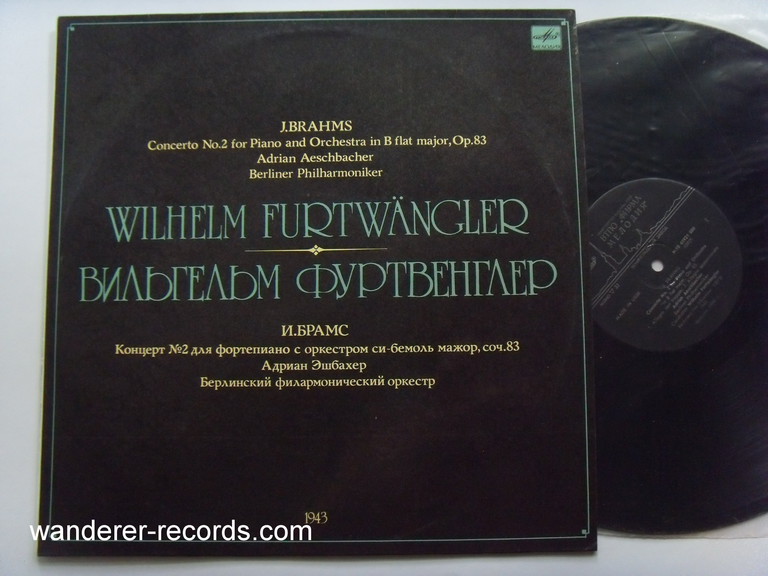 МЕЛОДИЯ
J.BRAHMS
Concerto No.2 for Piano and Orchestra in B flat major, Op.83
Adrian Aeschbacher
Berliner Philharmoniker
WILHELM FURTWÄNGLER
ВИЛЬГЕЛЬМ ФУРТВЕНГЛЕР
И.БРАМС
Концерт №2 для фортепиано с оркестром си-бемоль мажор, соч.83
Адриан Эшбахер
Берлинский филармонический оркестр
1943
wanderer-records.com
МЕЛОДИЯ